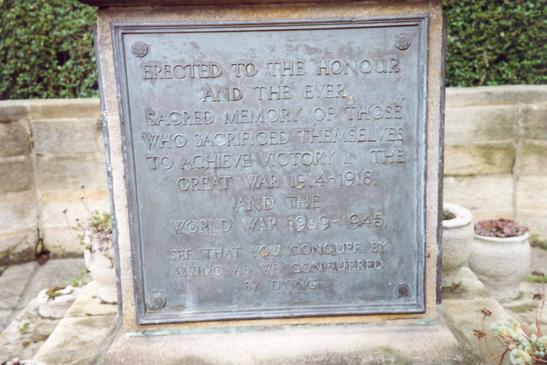 ERECTED TO THE HONOUR
AND THE EVER
SACRED MEMORY OF THOSE
WHO SACRIFICED THEMSELVES
TO ACHIEVE VICTORY IN THE
GREAT WAR 1914-1918
AND THE
WORLD WAR 1939-1945
SEE THAT YOU CONQUER BY
LIVING AS WE CONQUERED
BY DYING